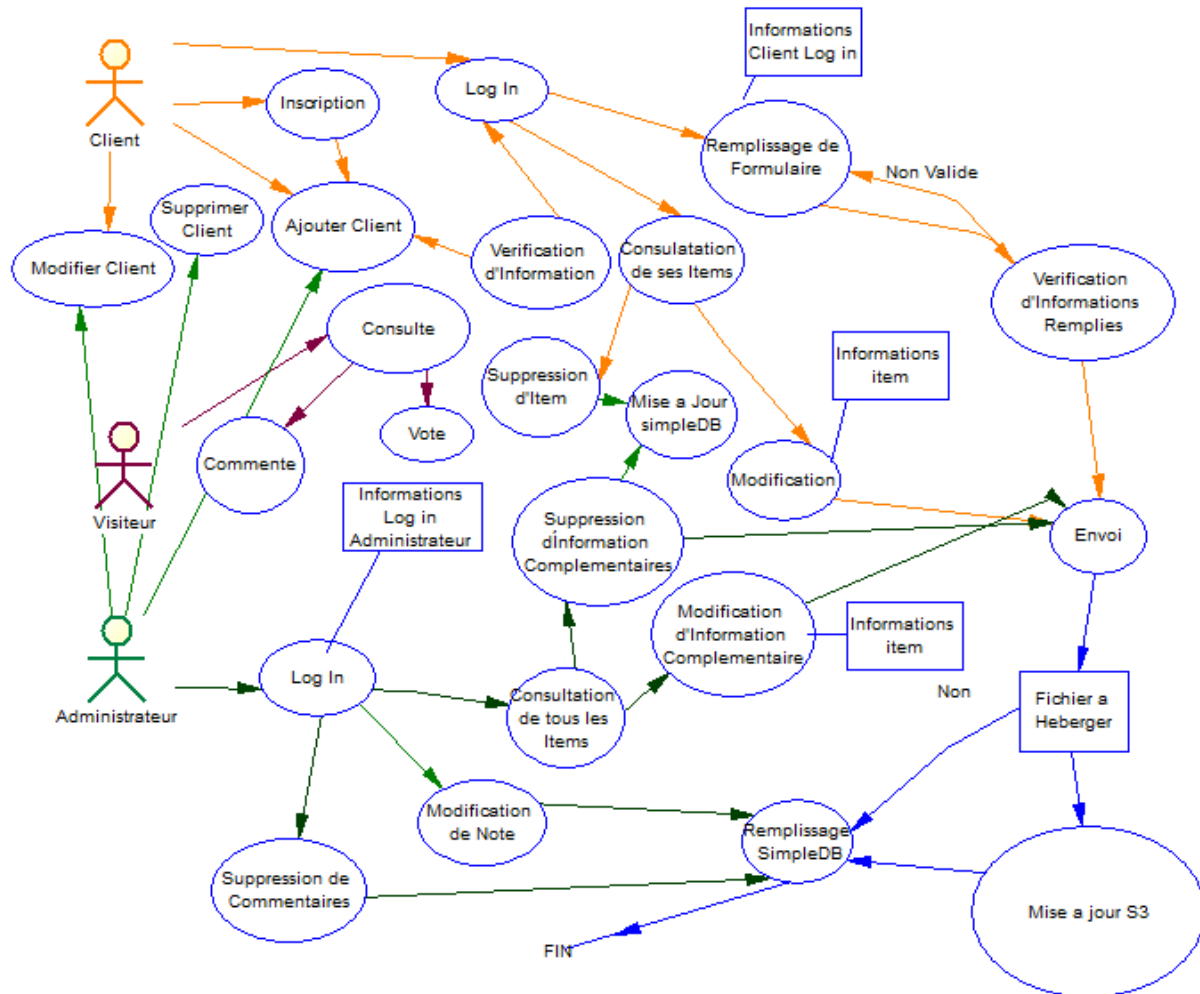 Informations
Client Log in
Log In
Inscription
Client
Remplissage de
Formulaire
Non Valide
Supprimer
Client
Ajouter Client
Modifier Client
Verification
d'Information
Consulatation
de ses Items
Verification
d'Informations
Remplies
Consulte
Informations
item
Suppression
d'Item
Mise a Jour
simpleDB
Vote
Commente
Modification
Visiteur
Informations
Log in
Administrateur
Suppression
d'Information
Complementaires
Envoi
Modification
d'Information
Complementaire
Informations
item
Log In
Administrateur
Consultation
de tous les
Items
Non
Fichier a
Heberger
Modification
de Note
Remplissage
SimpleDB
Suppression de
Commentaires
Mise a jour S3
FIN